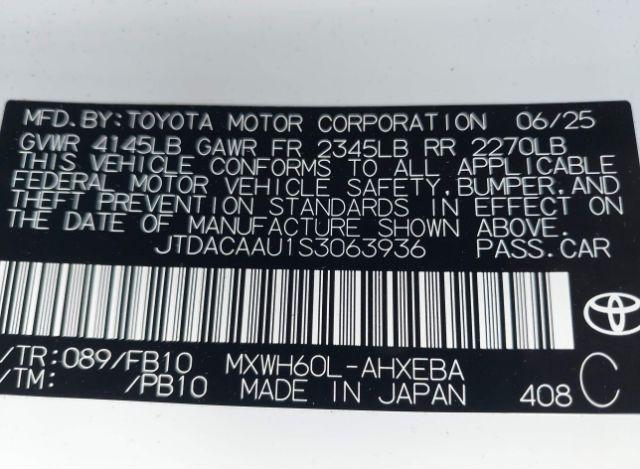 MFD.BY:TOYOTA MOTOR CORPORATION 06/25
GVWR 4145LB GAWR FR 2345LB RR 2270LB
THIS VEHICLE CONFORMS TO ALL APPLICABLE
FEDERAL MOTOR VEHICLE SAFETY,BUMPER,AND
THEFT PREVENTION STANDARDS IN EFFECT ON
THE DATE OF MANUFACTURE SHOWN ABOVE.
JTDACAAU1S3063936 PASS.CAR
/TR:089/FB10 MXWH60L-AHXEBA C
/TM: /PB10 MADE IN JAPAN 408